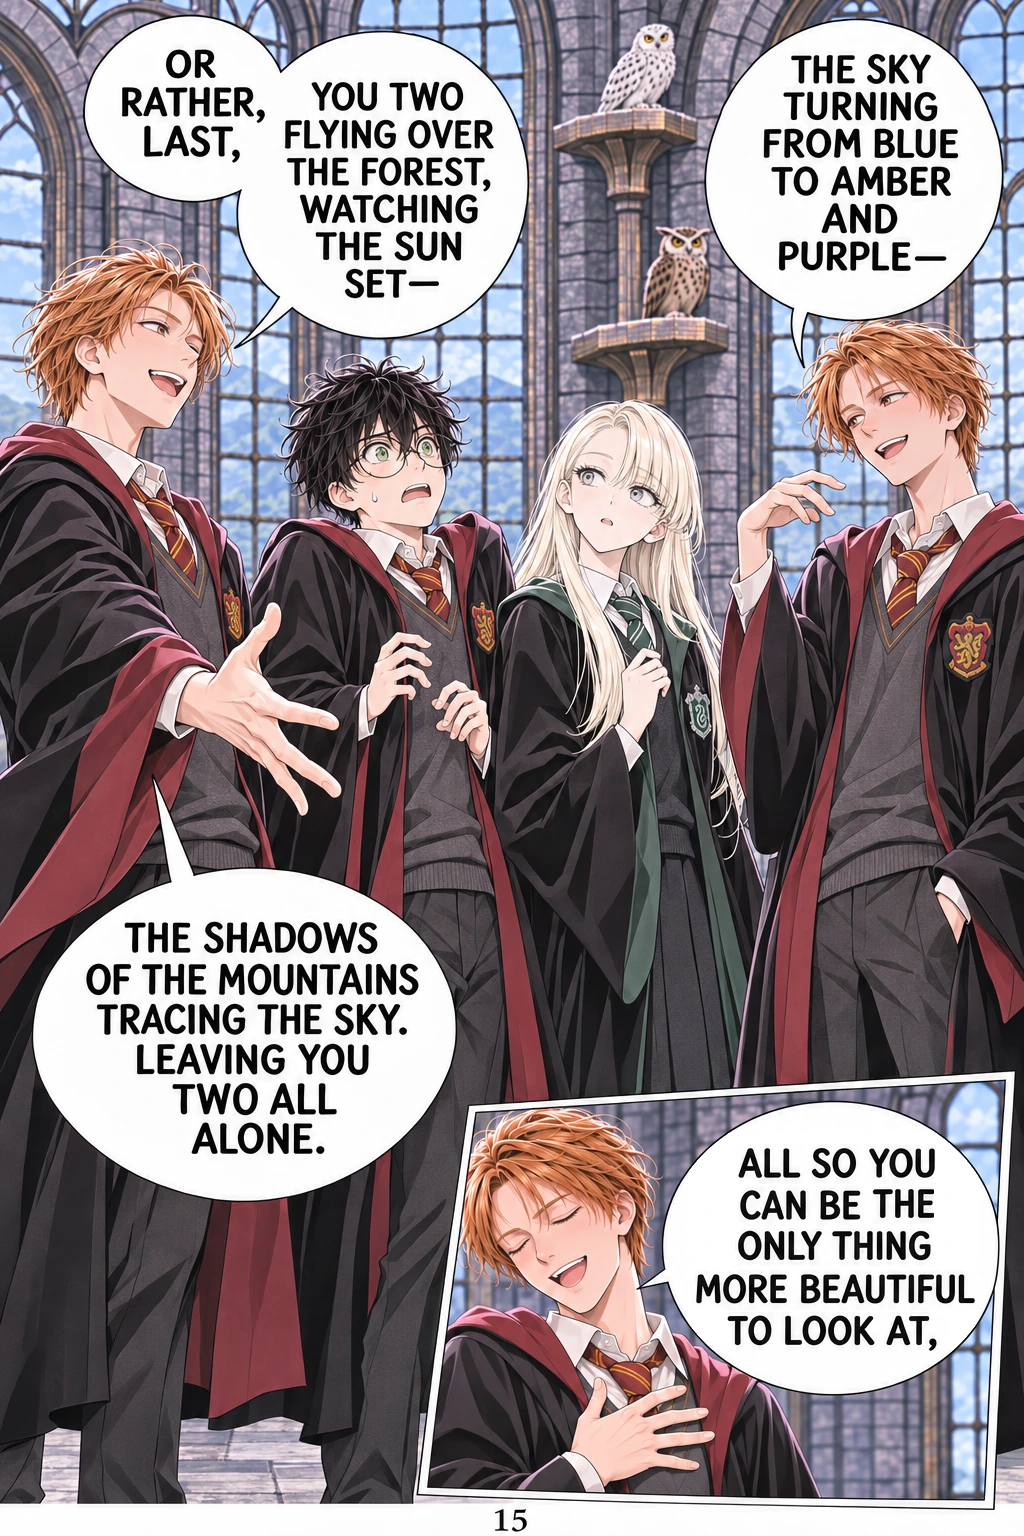 OR
RATHER,
LAST,
YOU TWO
FLYING OVER
THE FOREST,
WATCHING
THE SUN
SET—
THE SKY
TURNING
FROM BLUE
TO AMBER
AND
PURPLE—
THE SHADOWS
OF THE MOUNTAINS
TRACING THE SKY.
LEAVING YOU
TWO ALL
ALONE.
ALL SO YOU
CAN BE THE
ONLY THING
MORE BEAUTIFUL
TO LOOK AT,
15